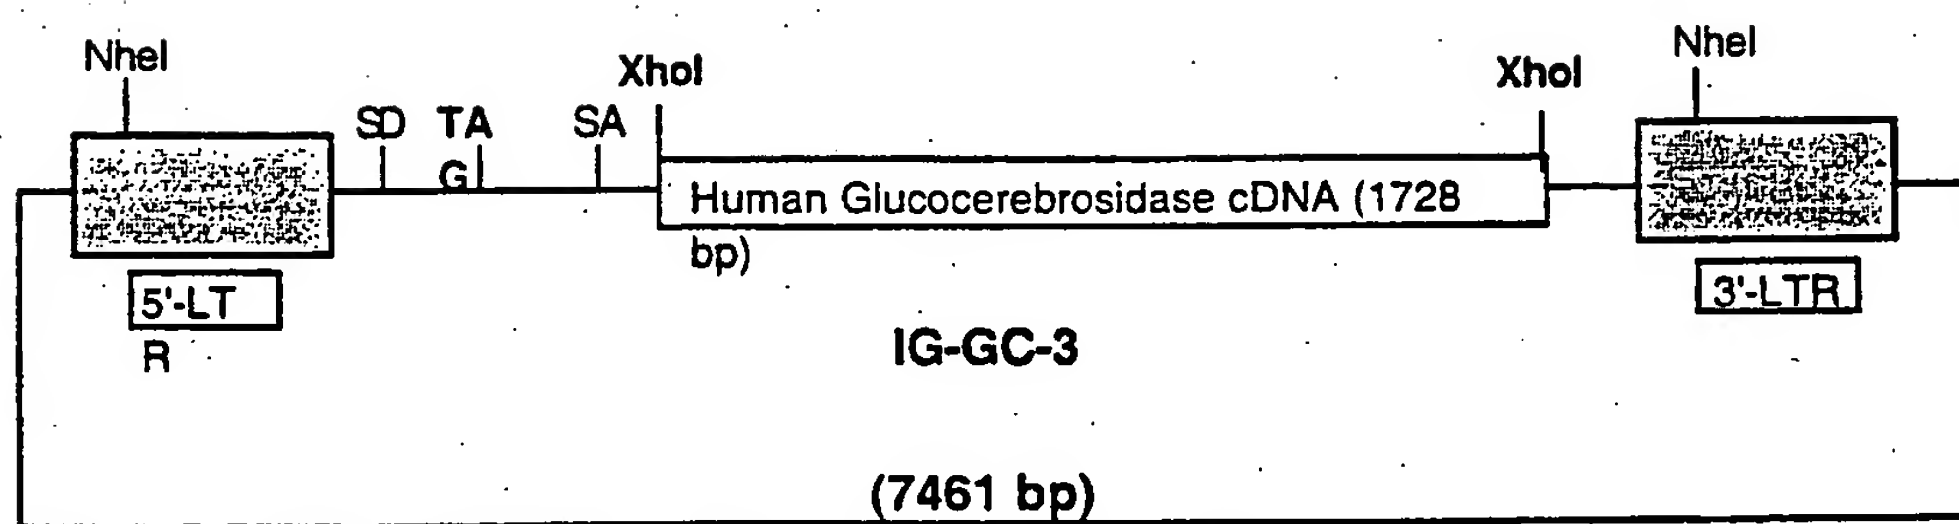 NheI
NheI
XhoI
XhoI
SD
TA
G
SA
Human Glucocerebrosidase cDNA (1728
bp)
5'-LT
R
3'-LTR
IG-GC-3
(7461 bp)